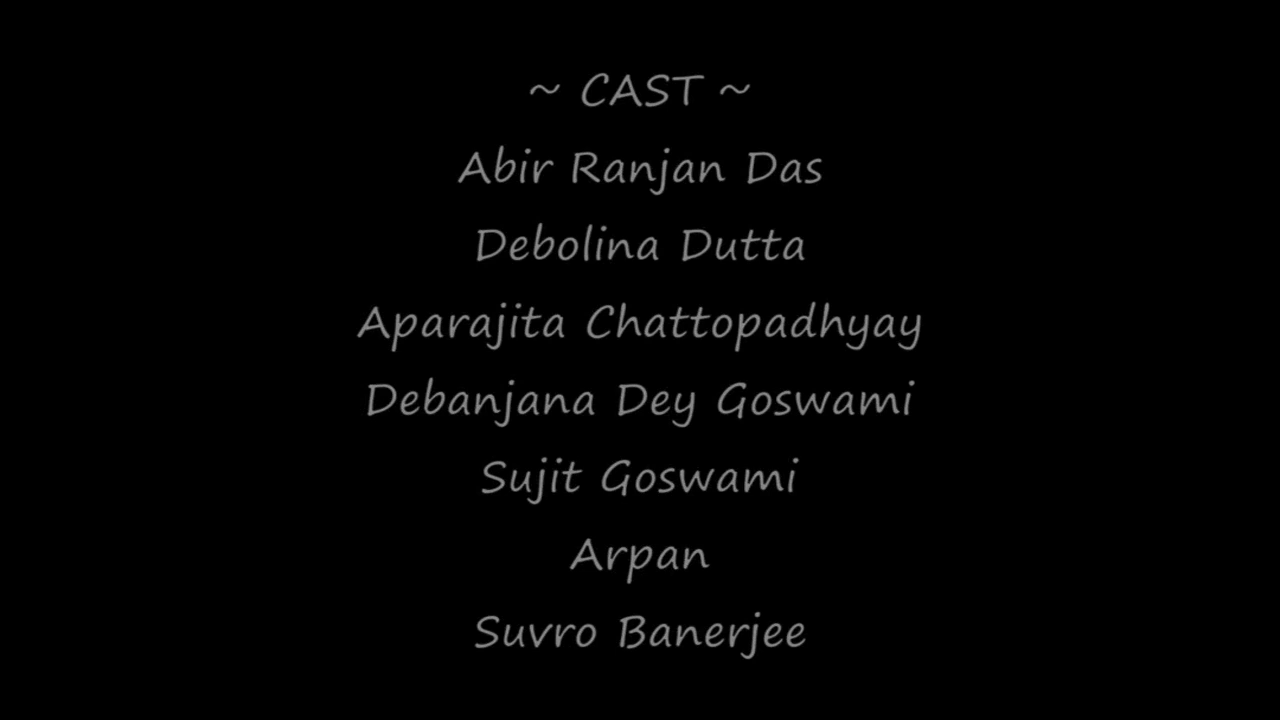 ~ CAST ~
Abir Ranjan Das
Debolina Dutta
Aparajita Chattopadhyay
Debanjana Dey Goswami
Sujit Goswami
Arpan
Suvro Banerjee